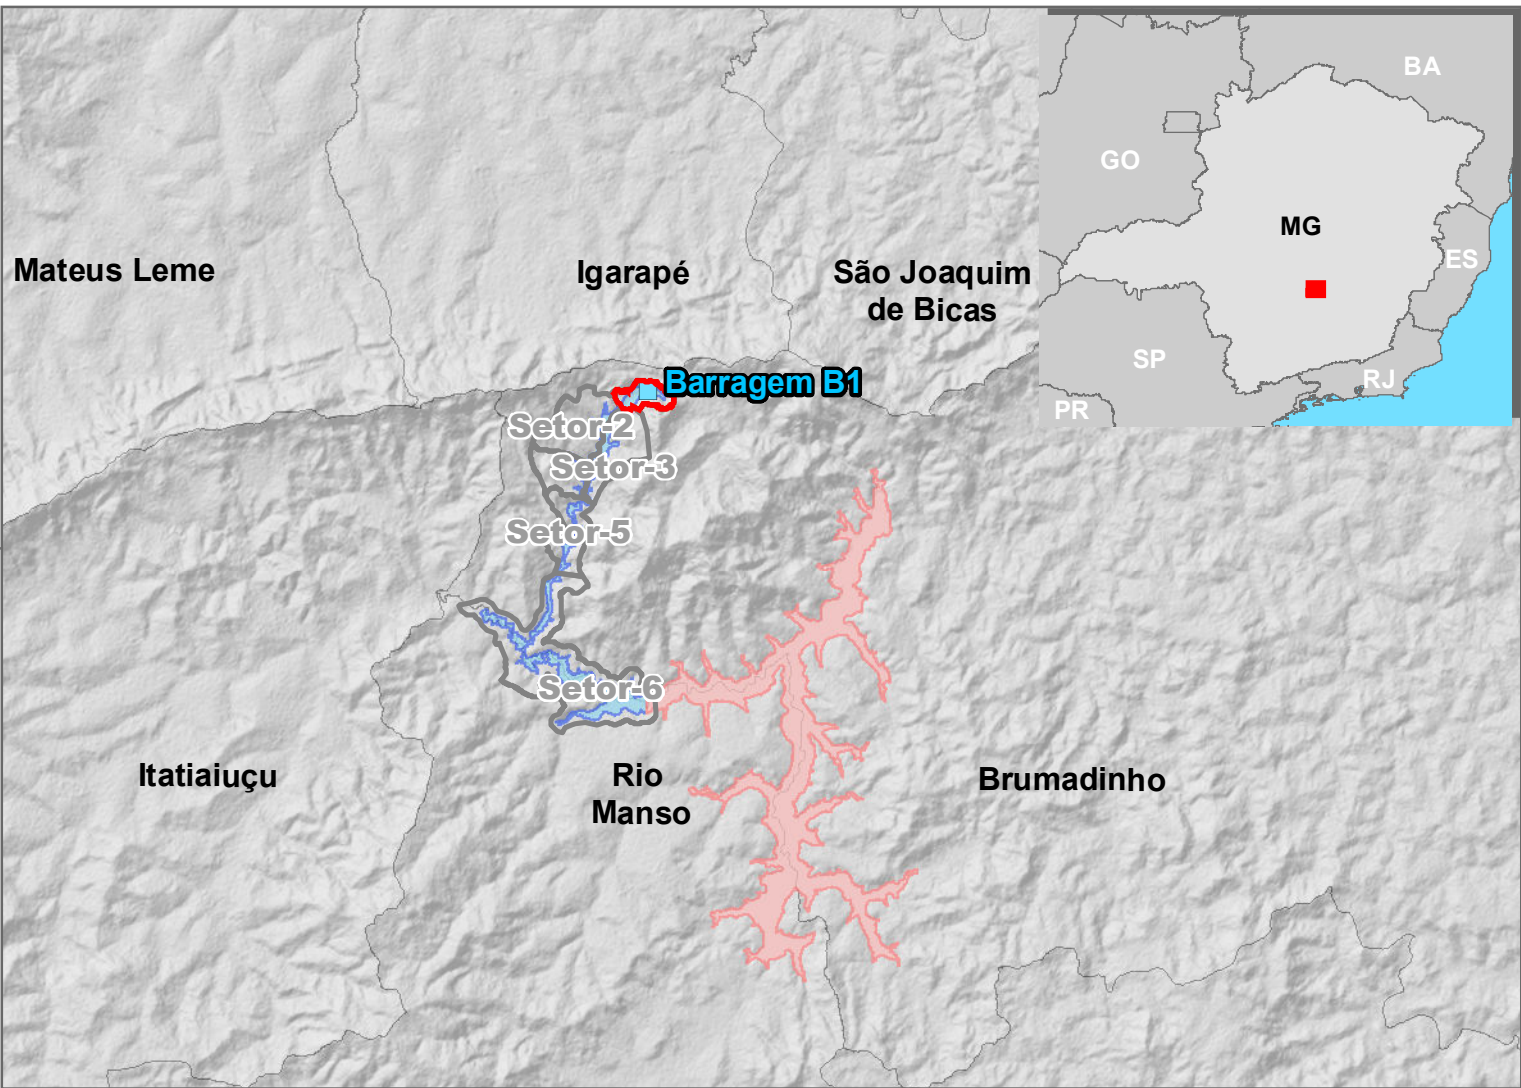 BA
GO
MG
ES
SP
RJ
PR
Mateus Leme
Igarapé
São Joaquim
de Bicas
Barragem B1
Setor-2
Setor-3
Setor-5
Setor-6
Itatiaiuçu
Rio
Manso
Brumadinho